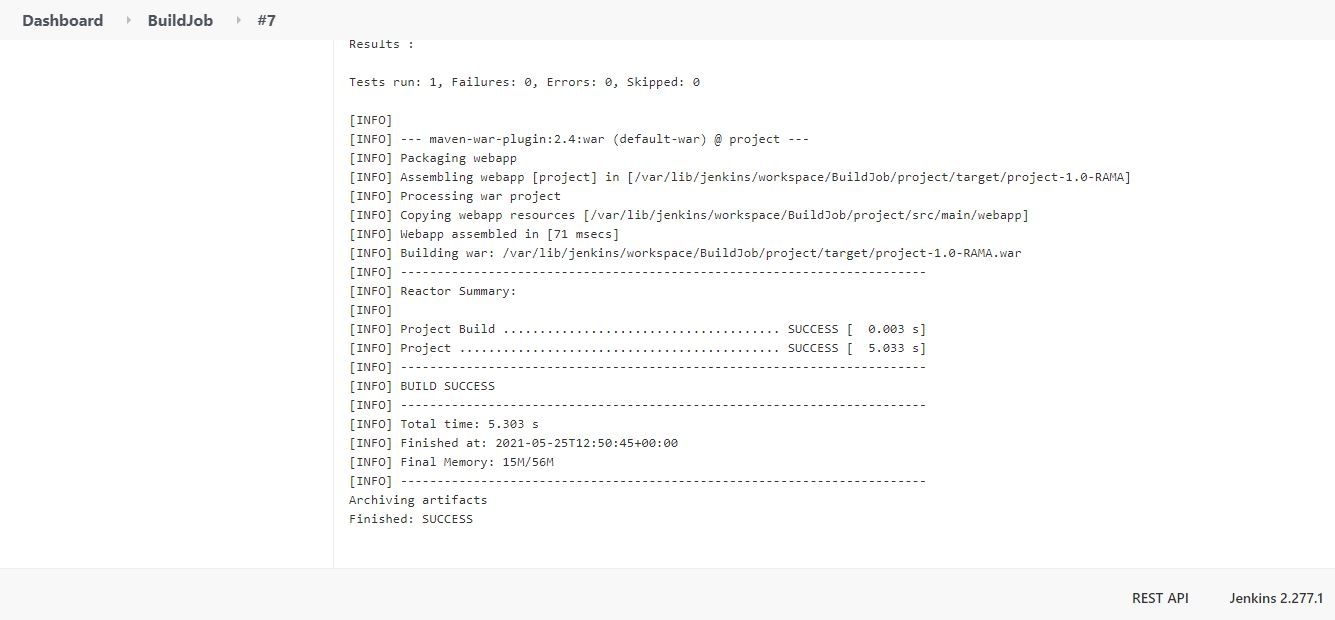 Dashboard BuildJob #7
Results :
Tests run: 1, Failures: 0, Errors: 0, Skipped: 0
[INFO]
[INFO] --- maven-war-plugin:2.4:war (default-war) @ project ---
[INFO] Packaging webapp
[INFO] Assembling webapp [project] in [/var/lib/jenkins/workspace/BuildJob/project/target/project-1.0-RAMA]
[INFO] Processing war project
[INFO] Copying webapp resources [/var/lib/jenkins/workspace/BuildJob/project/src/main/webapp]
[INFO] Webapp assembled in [71 msecs]
[INFO] Building war: /var/lib/jenkins/workspace/BuildJob/project/target/project-1.0-RAMA.war
[INFO] ------------------------------------------------------------------------
[INFO] Reactor Summary:
[INFO]
[INFO] Project Build ...................................... SUCCESS [  0.003 s]
[INFO] Project ............................................ SUCCESS [  5.033 s]
[INFO] ------------------------------------------------------------------------
[INFO] BUILD SUCCESS
[INFO] ------------------------------------------------------------------------
[INFO] Total time: 5.303 s
[INFO] Finished at: 2021-05-25T12:50:45+00:00
[INFO] Final Memory: 15M/56M
[INFO] ------------------------------------------------------------------------
Archiving artifacts
Finished: SUCCESS
REST API Jenkins 2.277.1